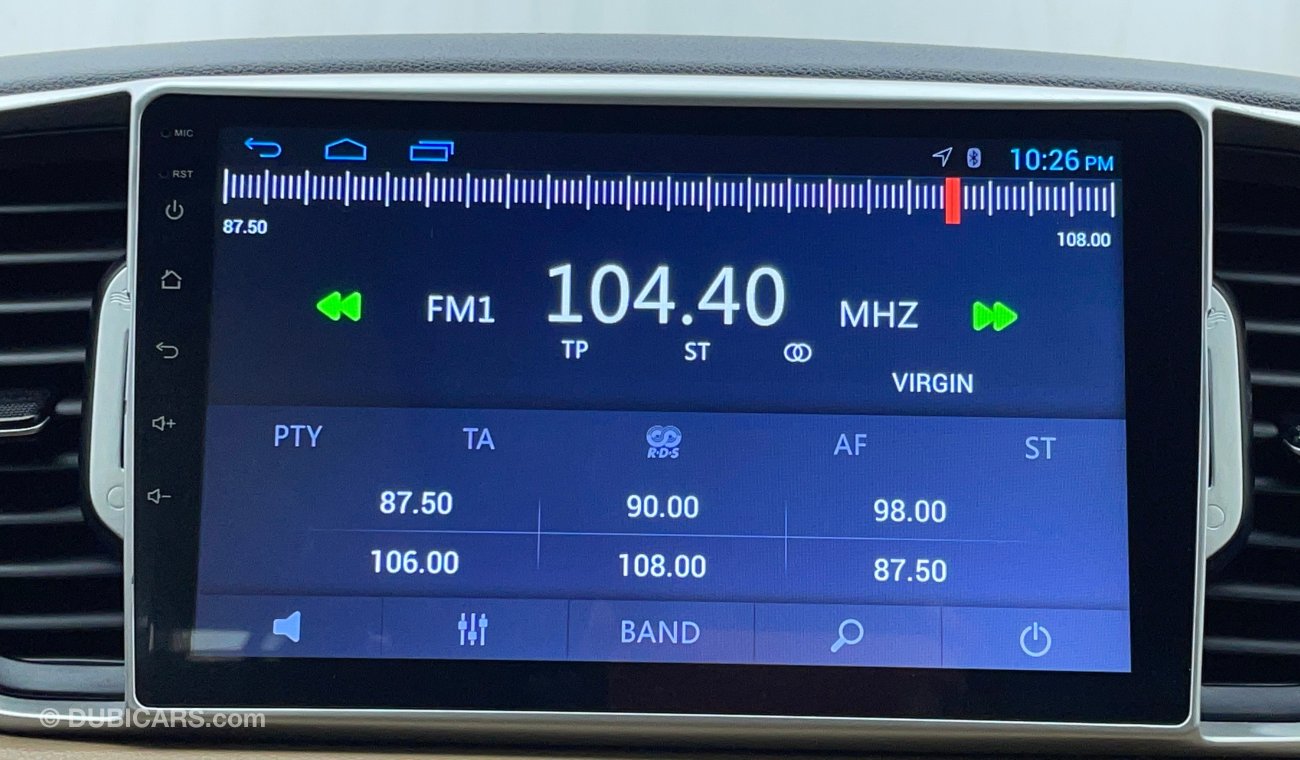 MIC
10:26 PM
RST
87.50
108.00
FM1 104.40 MHZ
TP ST
VIRGIN
PTY TA R·D·S AF ST
87.50 90.00 98.00
106.00 108.00 87.50
BAND
© DUBICARS.com